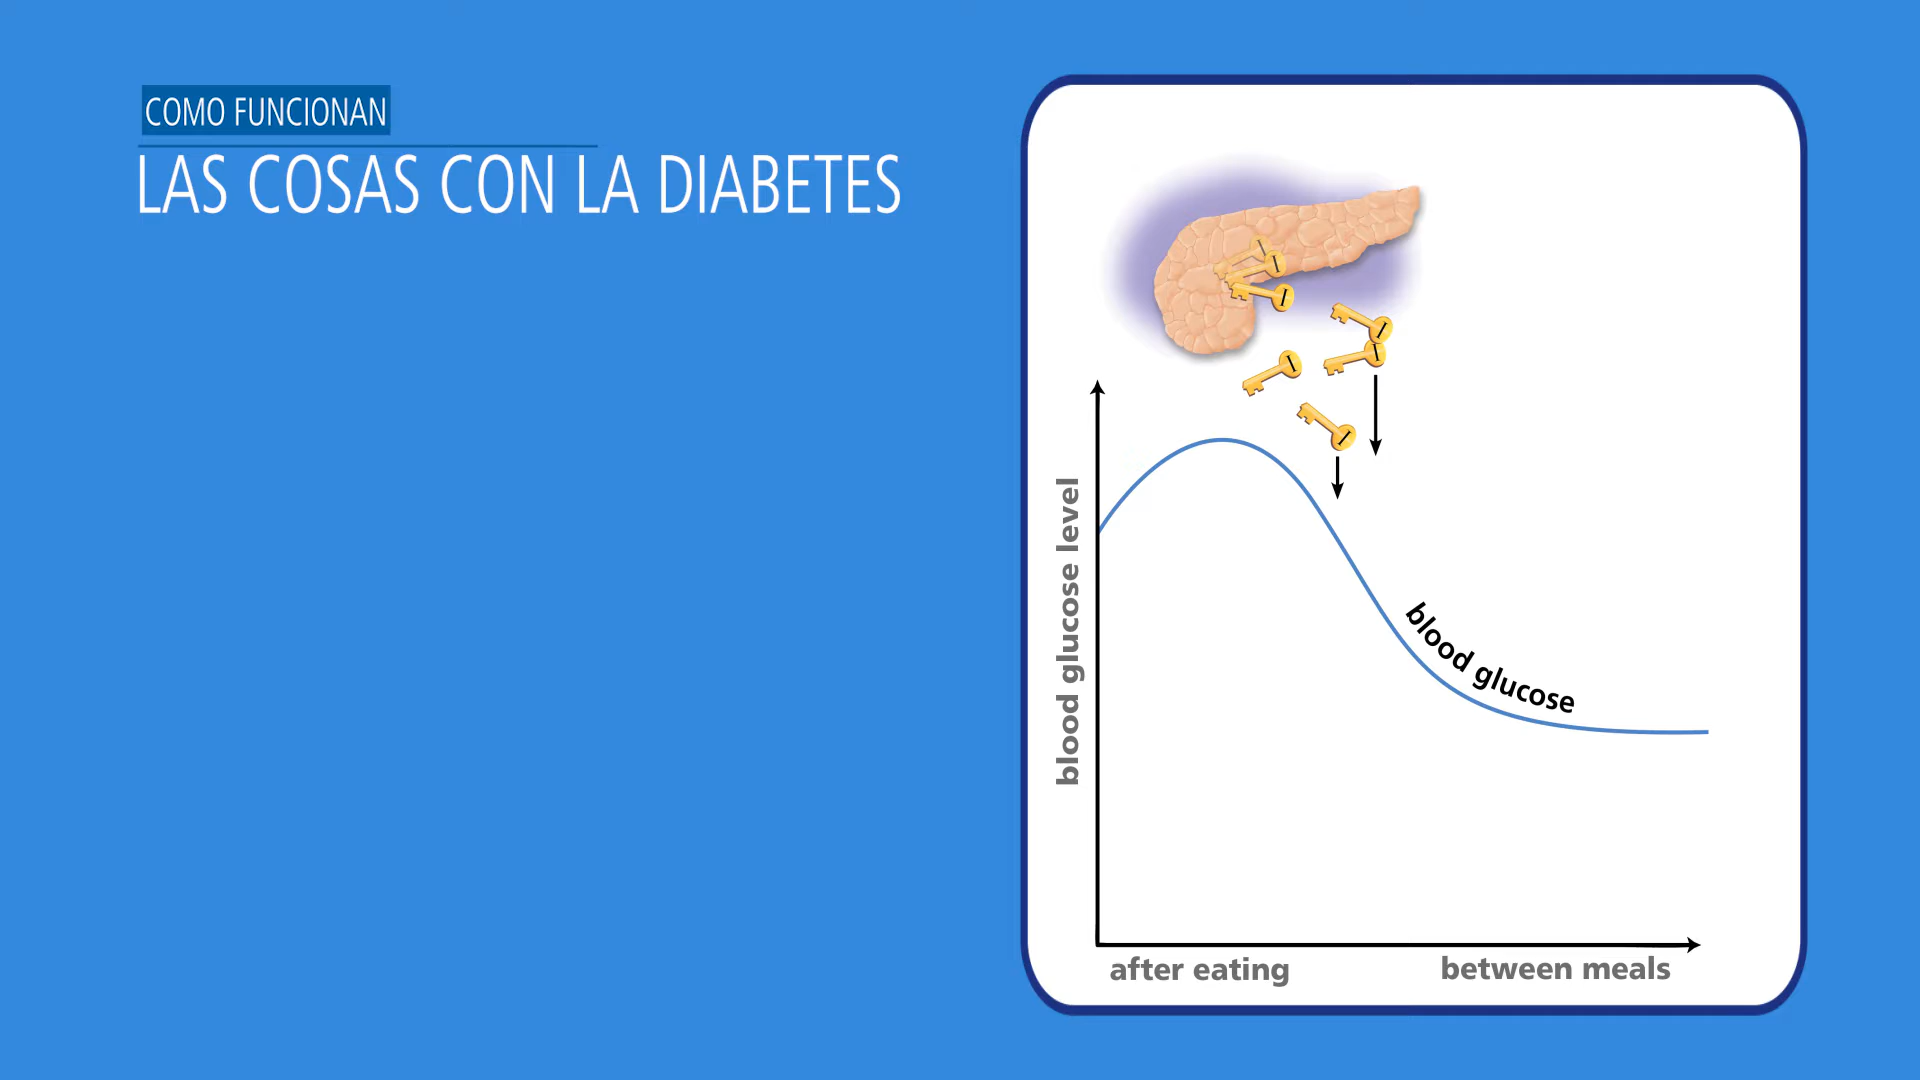 COMO FUNCIONAN
LAS COSAS CON LA DIABETES
I
I
I
I
I
I
I
blood glucose level
blood glucose
after eating
between meals